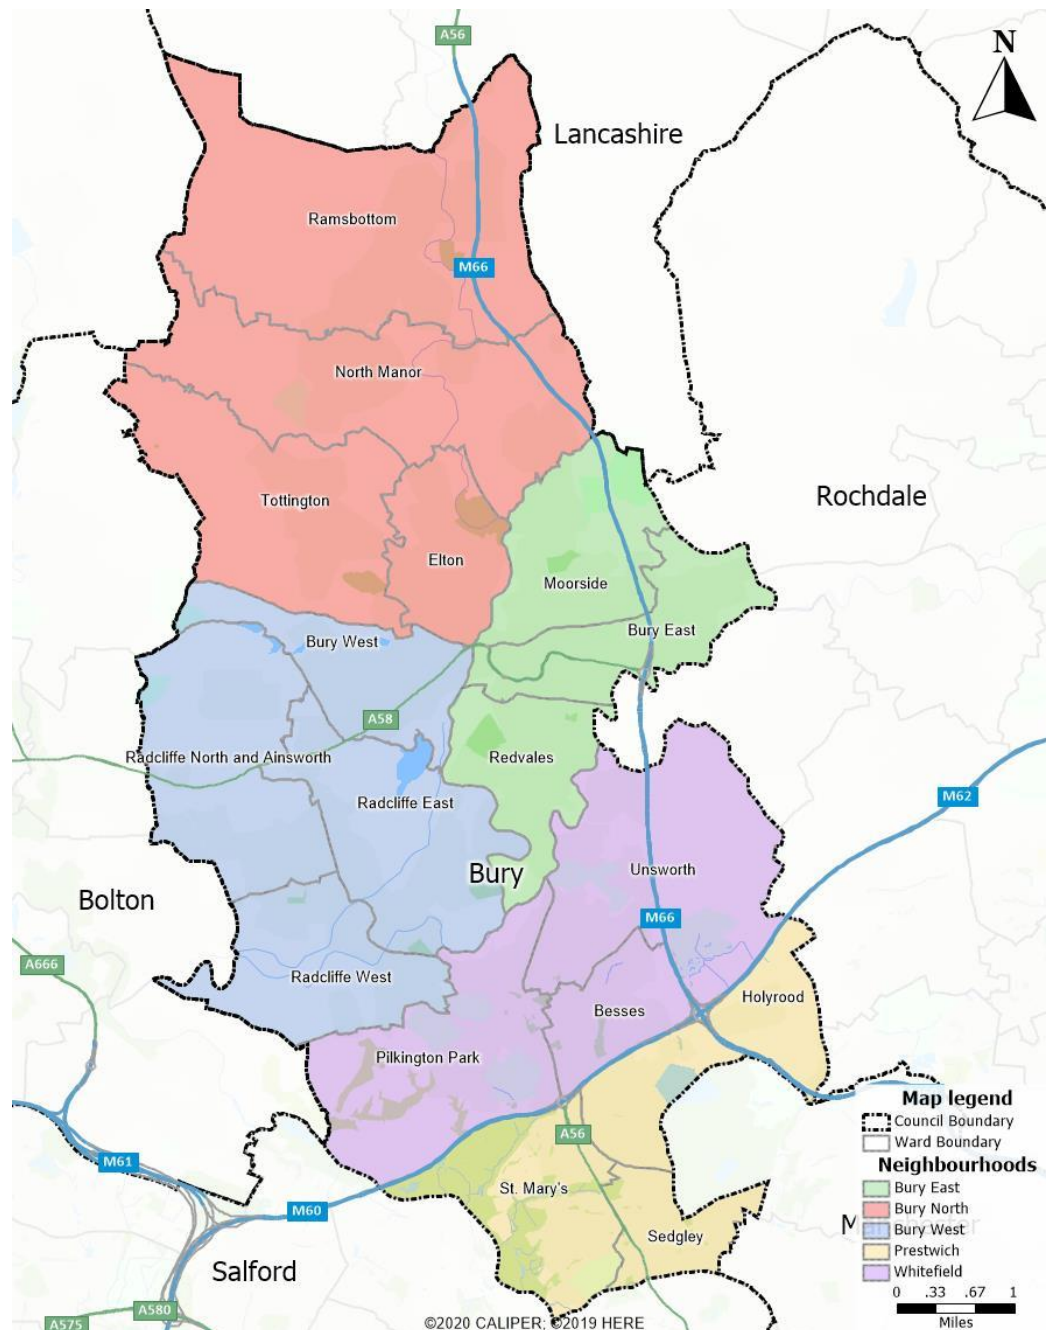 A56
N
Lancashire
Ramsbottom
M66
North Manor
Rochdale
Tottington
Elton
Moorside
Bury East
Bury West
A58
Radcliffe North and Ainsworth
Redvales
Radcliffe East
M62
Bury
Unsworth
Bolton
M66
A666
Radcliffe West
Holyrood
Besses
Pilkington Park
Map legend
Council Boundary
Ward Boundary
Neighbourhoods
Bury East
Bury North
Bury West
Prestwich
Whitefield
0 .33 .67 1
Miles
A56
M61
St. Mary's
M60
Sedgley
Manchester
Salford
A580
A575
©2020 CALIPER; ©2019 HERE